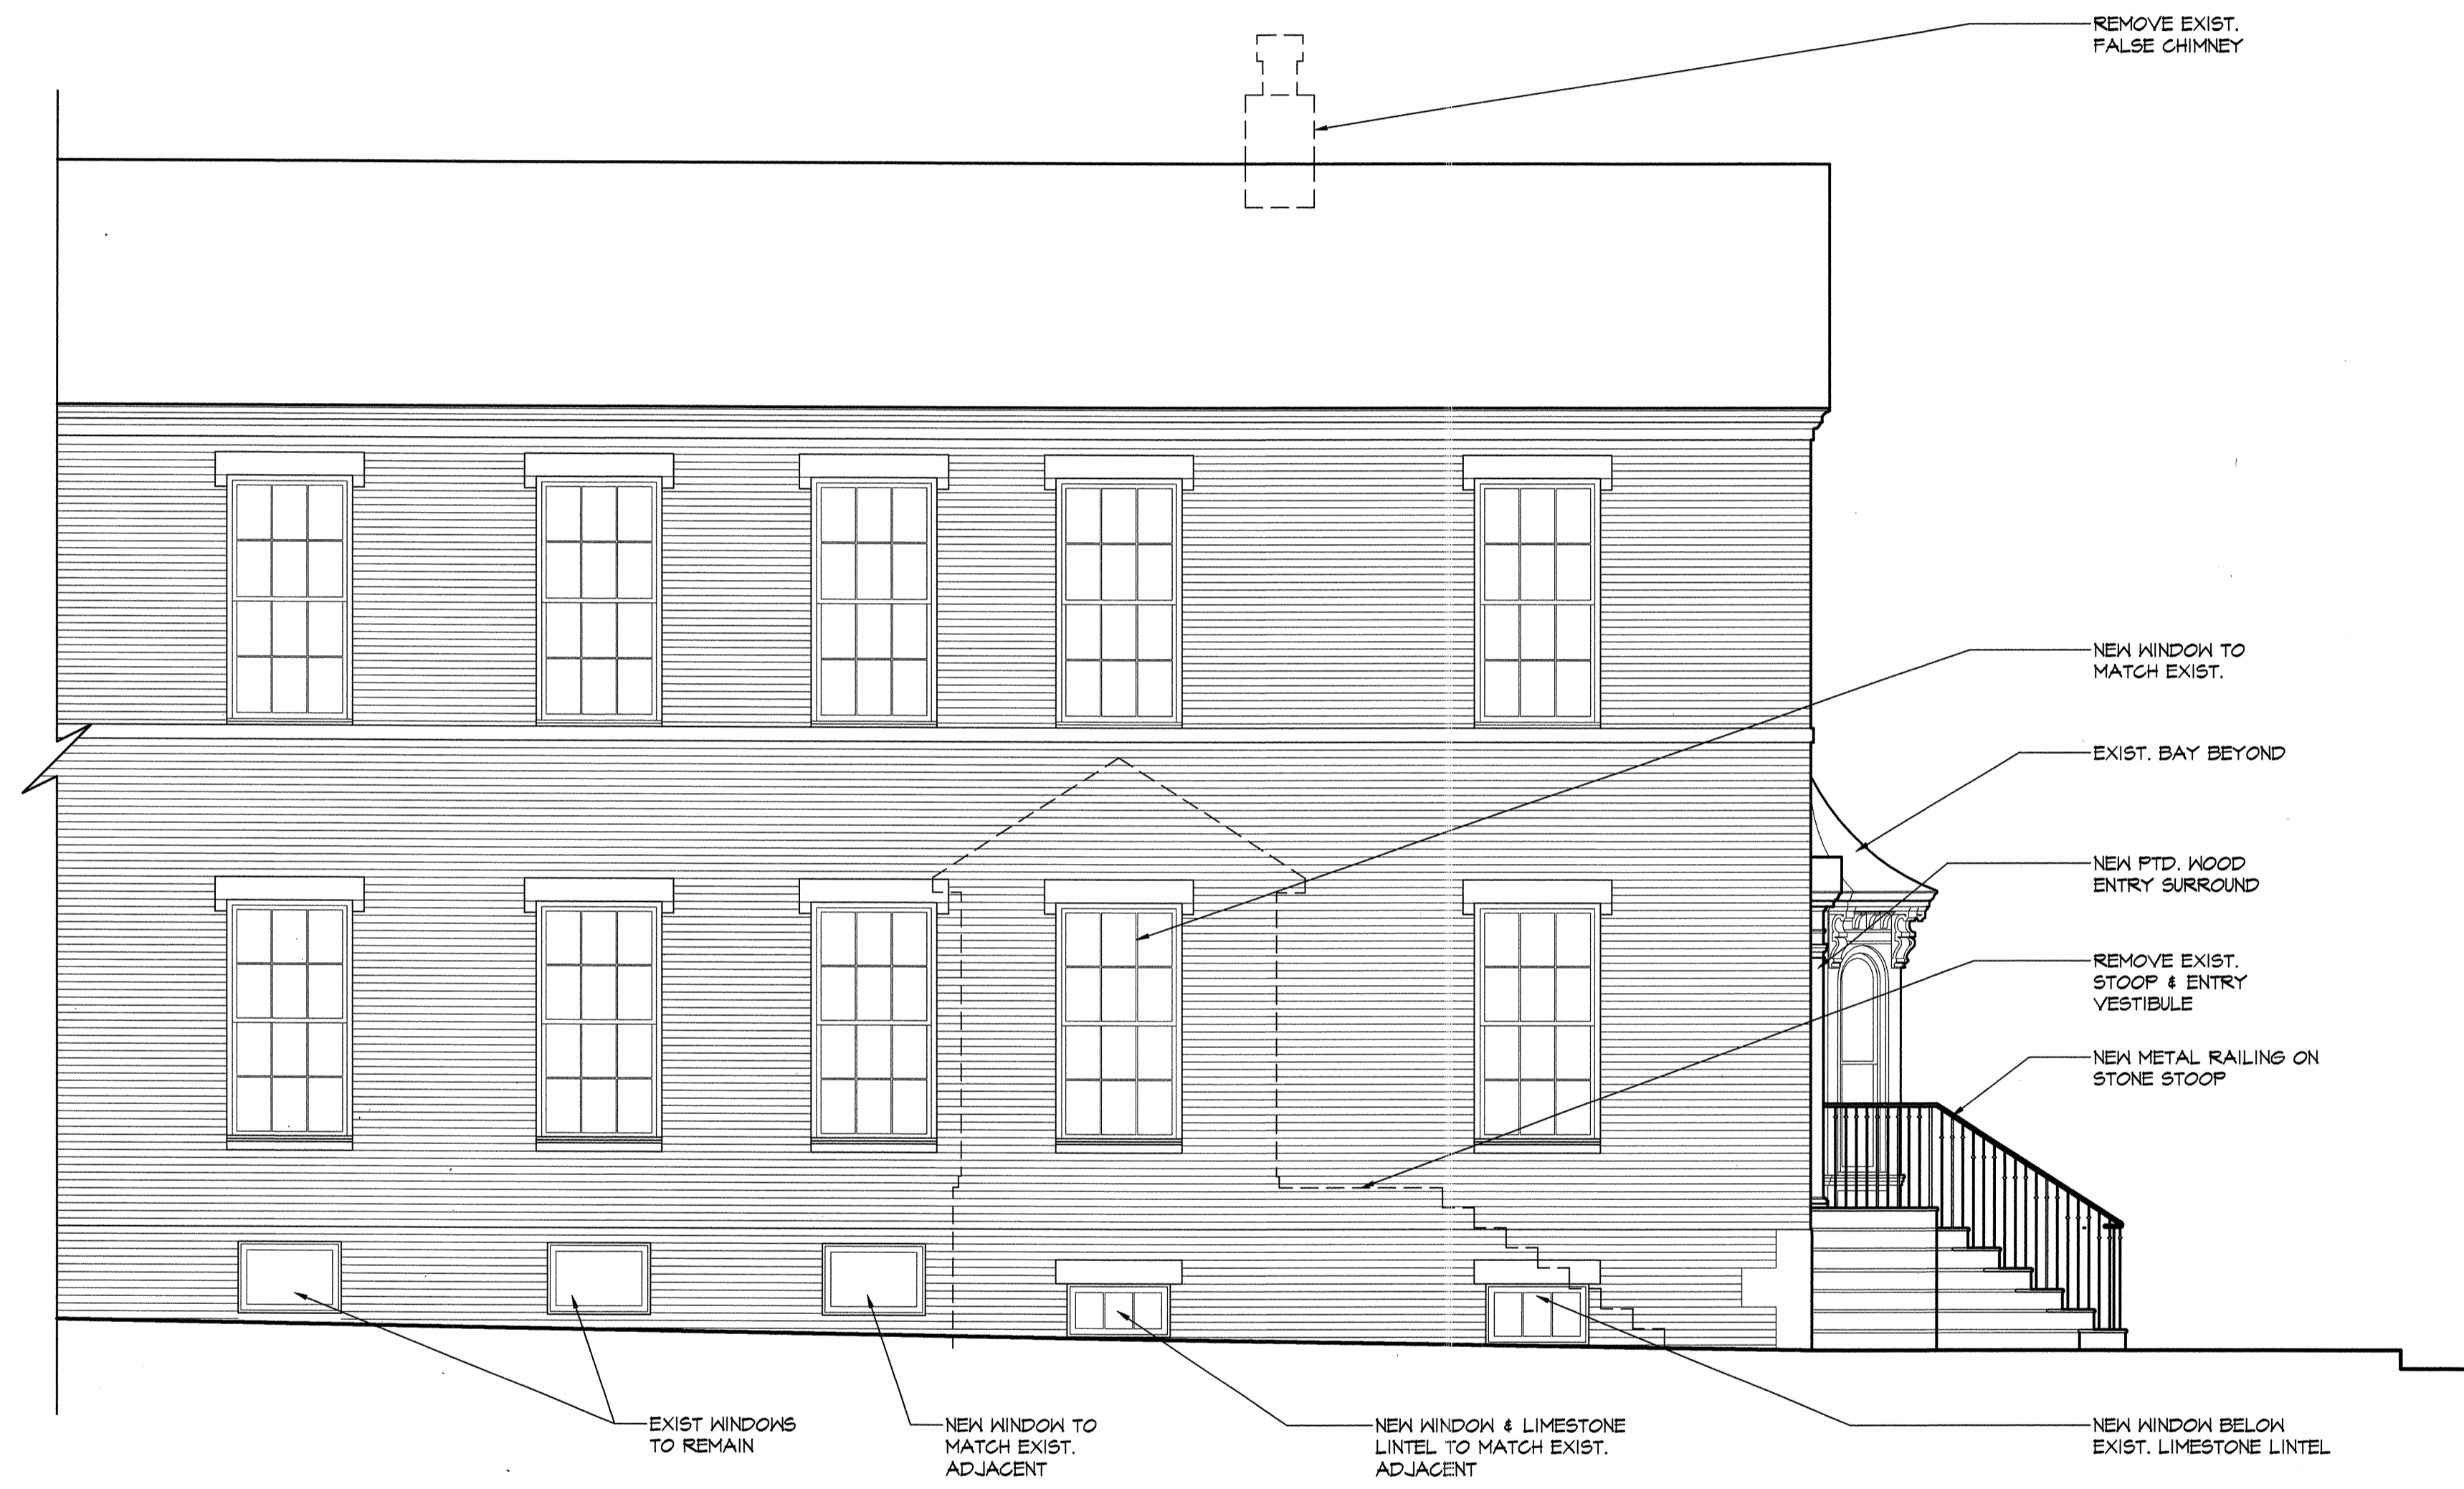 REMOVE EXIST.
FALSE CHIMNEY
NEW WINDOW TO
MATCH EXIST.
EXIST. BAY BEYOND
NEW PTD. WOOD
ENTRY SURROUND
REMOVE EXIST.
STOOP & ENTRY
VESTIBULE
NEW METAL RAILING ON
STONE STOOP
EXIST WINDOWS
TO REMAIN
NEW WINDOW TO
MATCH EXIST.
ADJACENT
NEW WINDOW & LIMESTONE
LINTEL TO MATCH EXIST.
ADJACENT
NEW WINDOW BELOW
EXIST. LIMESTONE LINTEL